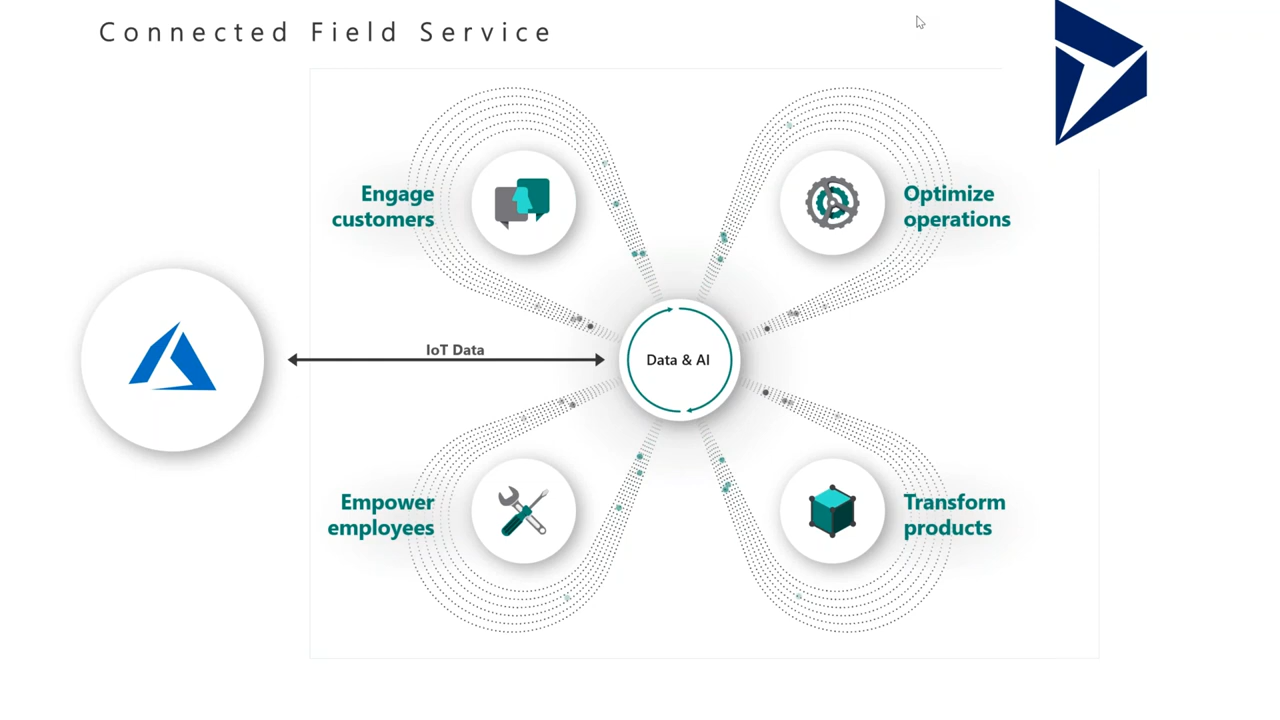 Connected Field Service
Engage
customers
Optimize
operations
IoT Data
Data & AI
Empower
employees
Transform
products